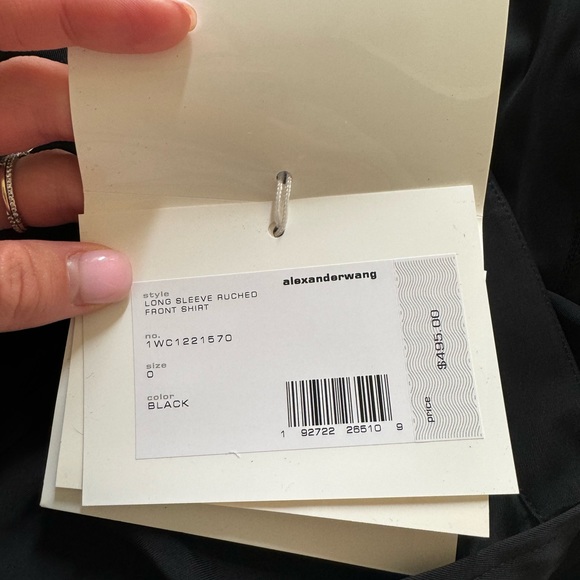 alexanderwang
style
LONG SLEEVE RUCHED
FRONT SHIRT
no.
1WC1221570
size
0
color
BLACK
1 92722 26510 9
price $495.00